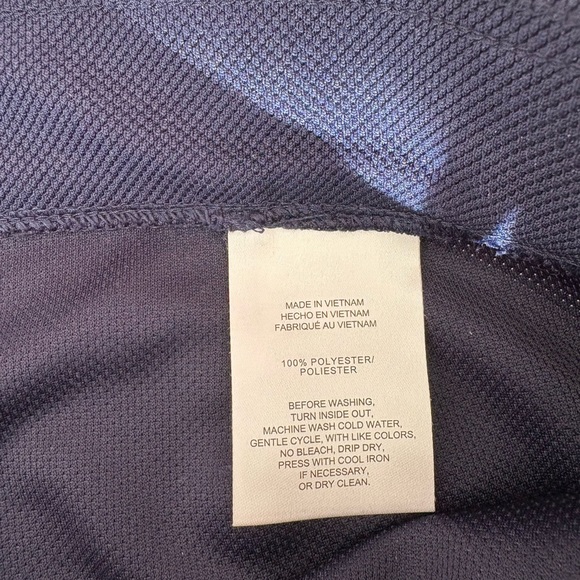 MADE IN VIETNAM
HECHO EN VIETNAM
FABRIQUÉ AU VIETNAM
100% POLYESTER/
POLIESTER
BEFORE WASHING,
TURN INSIDE OUT,
MACHINE WASH COLD WATER,
GENTLE CYCLE, WITH LIKE COLORS,
NO BLEACH, DRIP DRY,
PRESS WITH COOL IRON
IF NECESSARY,
OR DRY CLEAN.